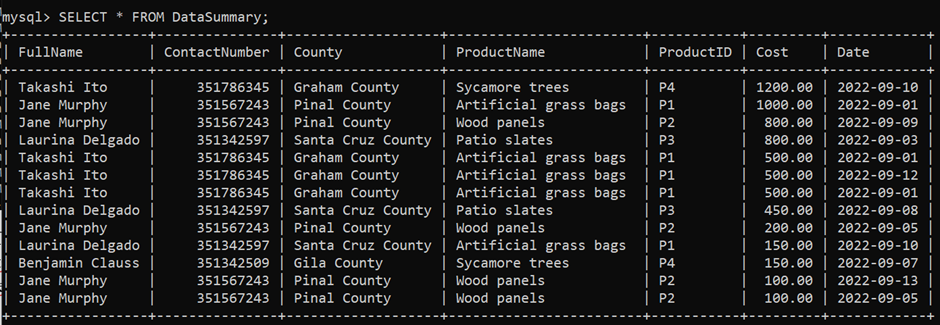 mysql> SELECT * FROM DataSummary;
+------------------+---------------+-------------------+-----------------------+-----------+---------+------------+
| FullName | ContactNumber | County | ProductName | ProductID | Cost | Date |
+------------------+---------------+-------------------+-----------------------+-----------+---------+------------+
| Takashi Ito | 351786345 | Graham County | Sycamore trees | P4 | 1200.00 | 2022-09-10 |
| Jane Murphy | 351567243 | Pinal County | Artificial grass bags | P1 | 1000.00 | 2022-09-01 |
| Jane Murphy | 351567243 | Pinal County | Wood panels | P2 | 800.00 | 2022-09-09 |
| Laurina Delgado | 351342597 | Santa Cruz County | Patio slates | P3 | 800.00 | 2022-09-03 |
| Takashi Ito | 351786345 | Graham County | Artificial grass bags | P1 | 500.00 | 2022-09-01 |
| Takashi Ito | 351786345 | Graham County | Artificial grass bags | P1 | 500.00 | 2022-09-12 |
| Takashi Ito | 351786345 | Graham County | Artificial grass bags | P1 | 500.00 | 2022-09-01 |
| Laurina Delgado | 351342597 | Santa Cruz County | Patio slates | P3 | 450.00 | 2022-09-08 |
| Jane Murphy | 351567243 | Pinal County | Wood panels | P2 | 200.00 | 2022-09-05 |
| Laurina Delgado | 351342597 | Santa Cruz County | Artificial grass bags | P1 | 150.00 | 2022-09-10 |
| Benjamin Clauss | 351342509 | Gila County | Sycamore trees | P4 | 150.00 | 2022-09-07 |
| Jane Murphy | 351567243 | Pinal County | Wood panels | P2 | 100.00 | 2022-09-13 |
| Jane Murphy | 351567243 | Pinal County | Wood panels | P2 | 100.00 | 2022-09-05 |
+------------------+---------------+-------------------+-----------------------+-----------+---------+------------+